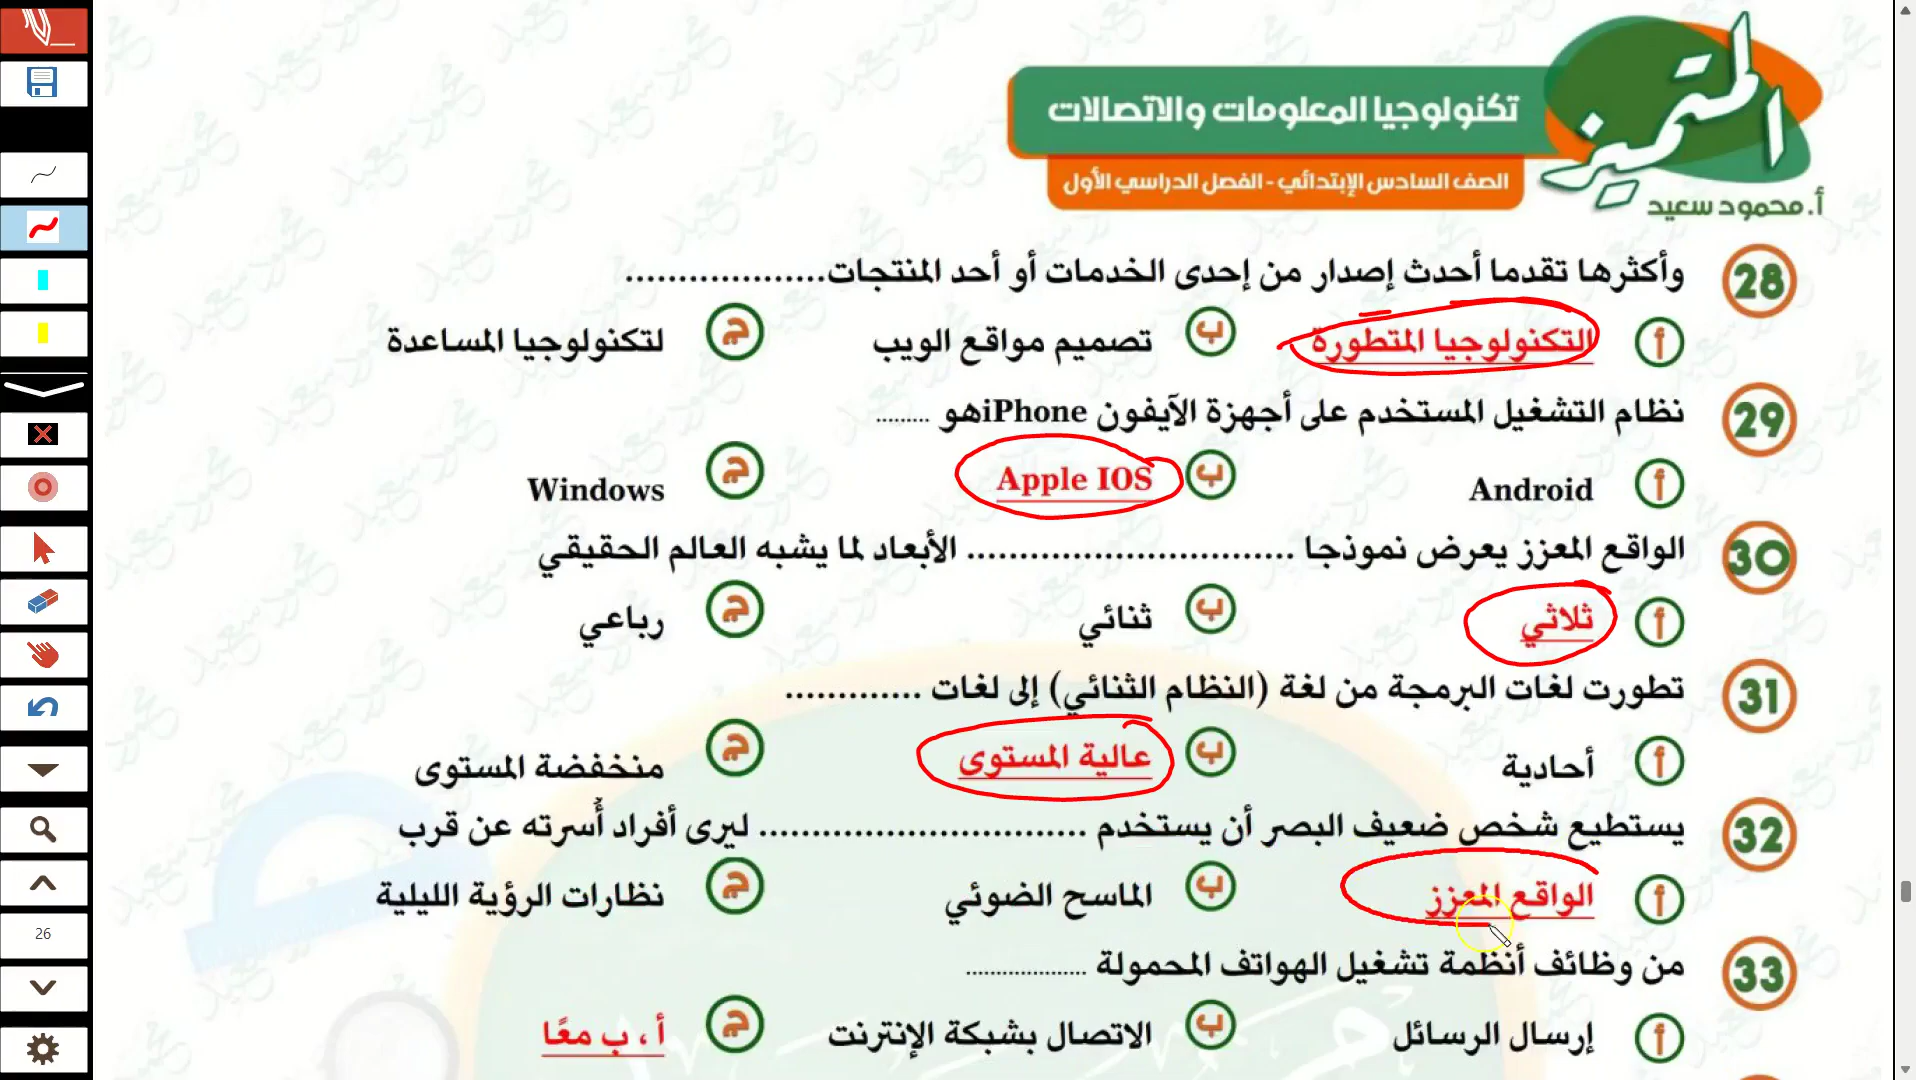 المتميز
تكنولوجيا المعلومات والاتصالات
الصف السادس الإبتدائي - الفصل الدراسي الأول
أ. محمود سعيد
28 وأكثرها تقدما أحدث إصدار من إحدى الخدمات أو أحد المنتجات...................
أ التكنولوجيا المتطورة ب تصميم مواقع الويب ج لتكنولوجيا المساعدة
29 نظام التشغيل المستخدم على أجهزة الآيفون iPhoneهو .........
أ Android ب Apple IOS ج Windows
30 الواقع المعزز يعرض نموذجا ............................... الأبعاد لما يشبه العالم الحقيقي
أ ثلاثي ب ثنائي ج رباعي
31 تطورت لغات البرمجة من لغة (النظام الثنائي) إلى لغات .............
أ أحادية ب عالية المستوى ج منخفضة المستوى
32 يستطيع شخص ضعيف البصر أن يستخدم ............................... ليرى أفراد أسرته عن قرب
أ الواقع المعزز ب الماسح الضوئي ج نظارات الرؤية الليلية
33 من وظائف أنظمة تشغيل الهواتف المحمولة ....................
أ إرسال الرسائل ب الاتصال بشبكة الإنترنت ج أ ، ب معًا
26